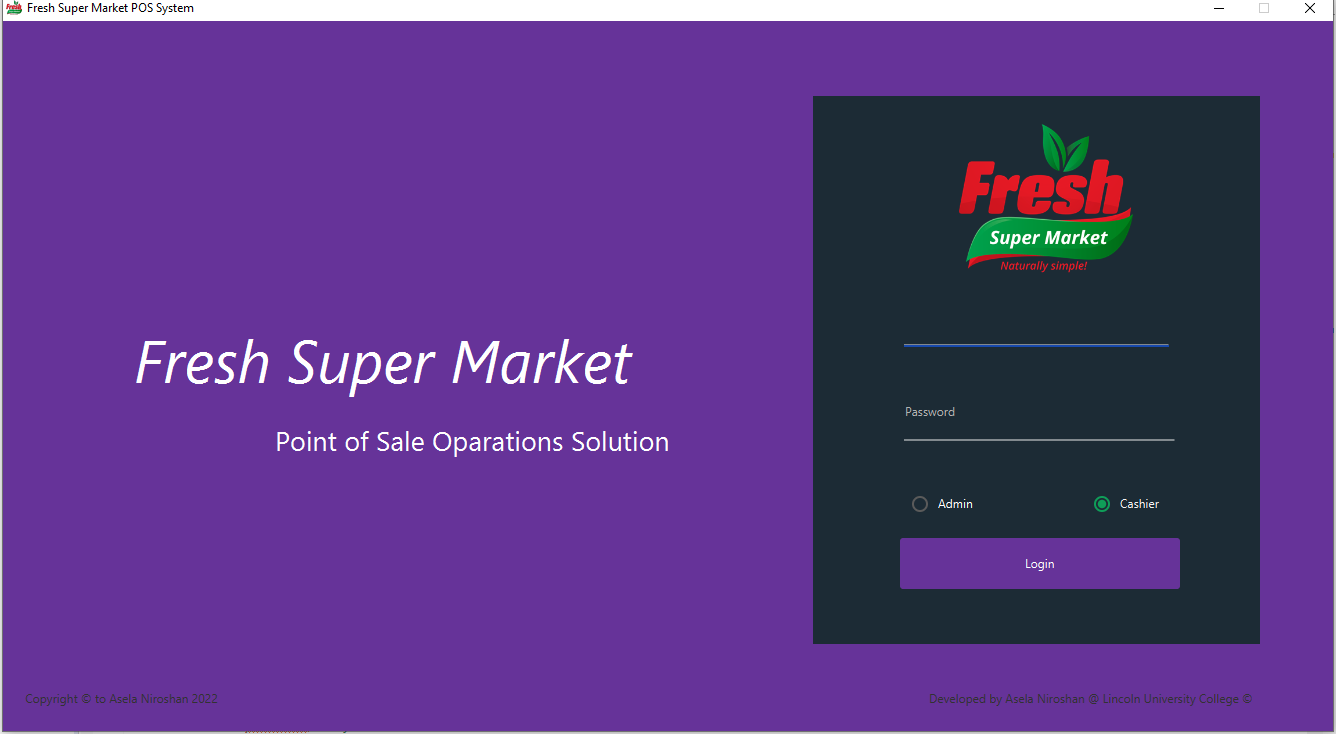 Fresh Super Market POS System
Fresh
Super Market
Naturally simple!
Fresh Super Market
Point of Sale Oparations Solution
Password
Admin
Cashier
Login
Copyright © to Asela Niroshan 2022
Developed by Asela Niroshan @ Lincoln University College ©